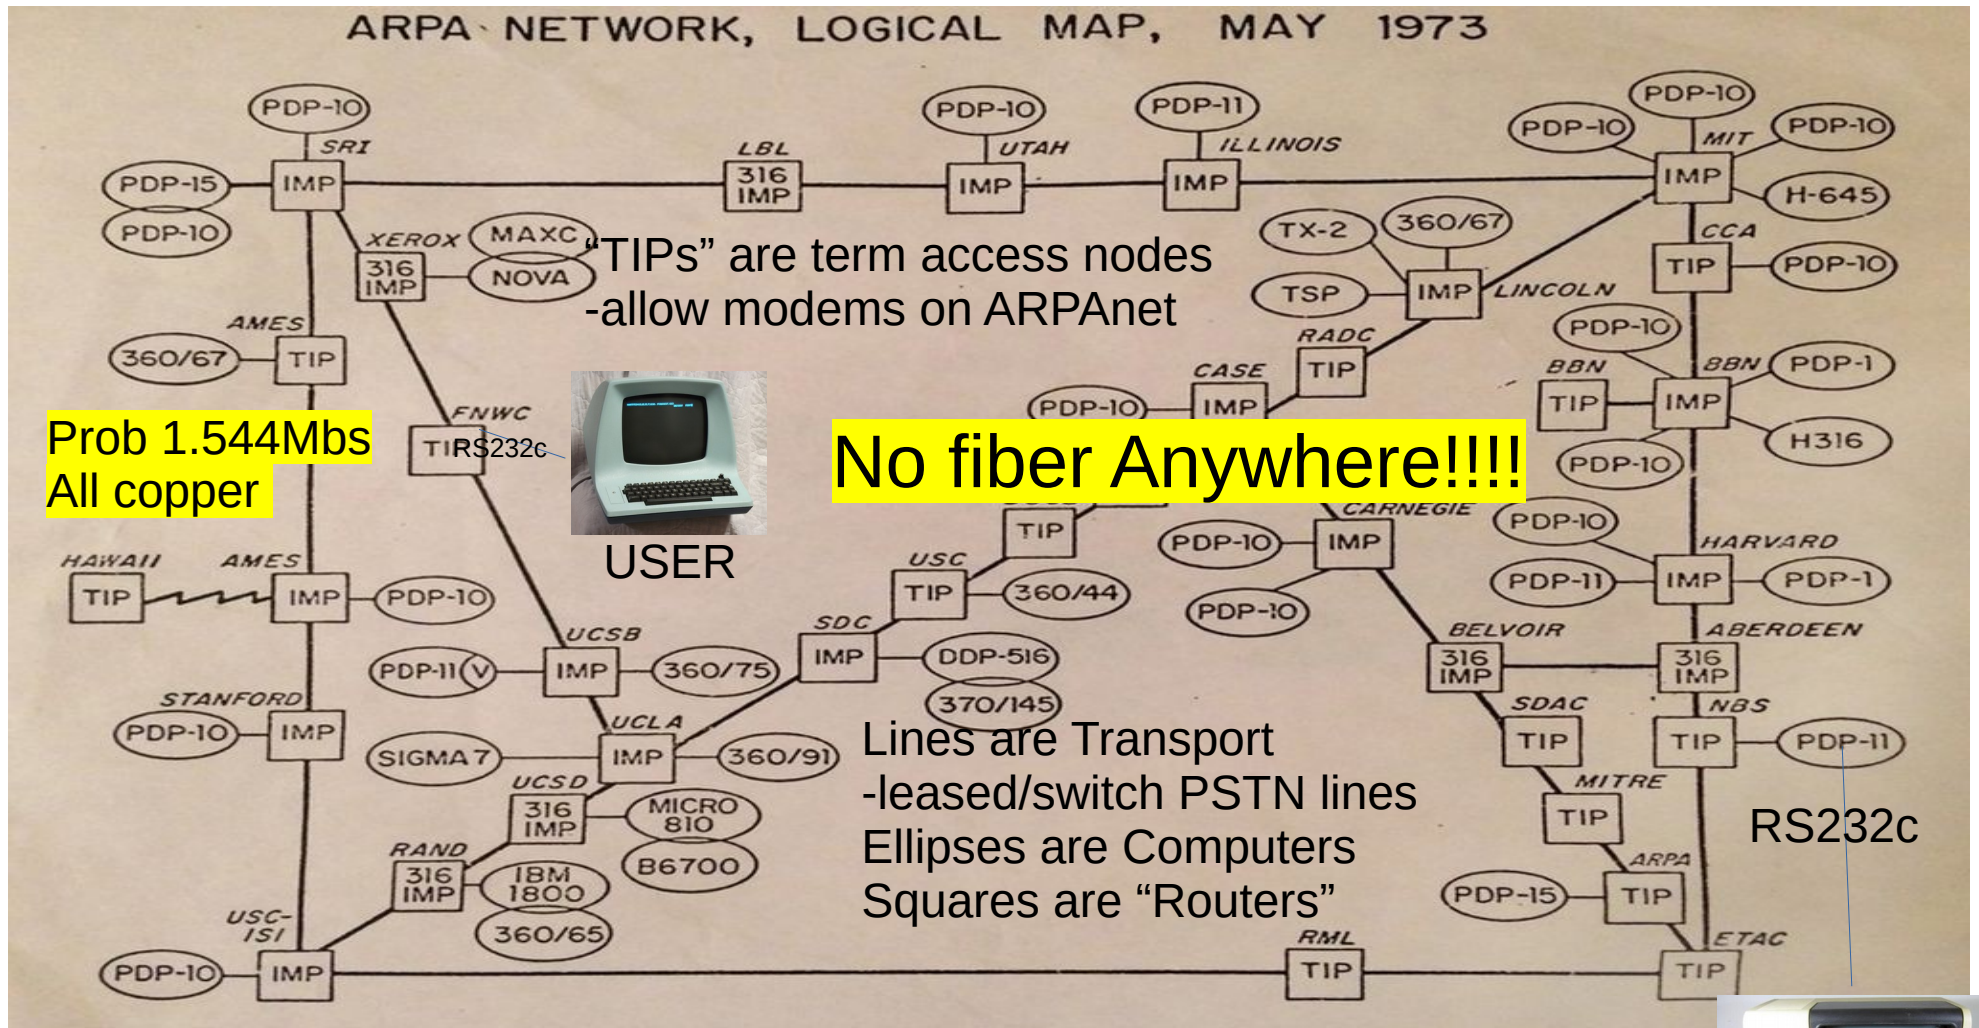 ARPA NETWORK, LOGICAL MAP, MAY 1973
PDP-10
SRI
IMP
PDP-15
PDP-10
LBL
316
IMP
PDP-10
UTAH
IMP
PDP-11
ILLINOIS
IMP
PDP-10
PDP-10
PDP-10
MIT
IMP
H-645
XEROX
316
IMP
MAXC
NOVA
“TIPs” are term access nodes
-allow modems on ARPAnet
TX-2
360/67
TSP
IMP
LINCOLN
CCA
TIP
PDP-10
AMES
360/67
TIP
RADC
TIP
CASE
PDP-10
IMP
PDP-10
BBN
TIP
BBN
IMP
PDP-1
H316
PDP-10
Prob 1.544Mbs
All copper
FNWC
RS232c
No fiber Anywhere!!!!
USER
TIP
CARNEGIE
PDP-10
IMP
PDP-10
PDP-10
HARVARD
PDP-11
IMP
PDP-1
HAWAII
TIP
AMES
IMP
PDP-10
USC
TIP
360/44
SDC
IMP
DDP-516
370/145
UCSB
PDP-11 V
IMP
360/75
BELVOIR
316
IMP
ABERDEEN
316
IMP
STANFORD
PDP-10
IMP
UCLA
SIGMA 7
IMP
360/91
SDAC
TIP
NBS
TIP
PDP-11
Lines are Transport
-leased/switch PSTN lines
Ellipses are Computers
Squares are “Routers”
UCSD
316
IMP
MICRO
810
B6700
MITRE
TIP
RS232c
RAND
316
IMP
IBM
1800
360/65
ARPA
PDP-15
TIP
USC-
ISI
PDP-10
IMP
RML
TIP
ETAC
TIP